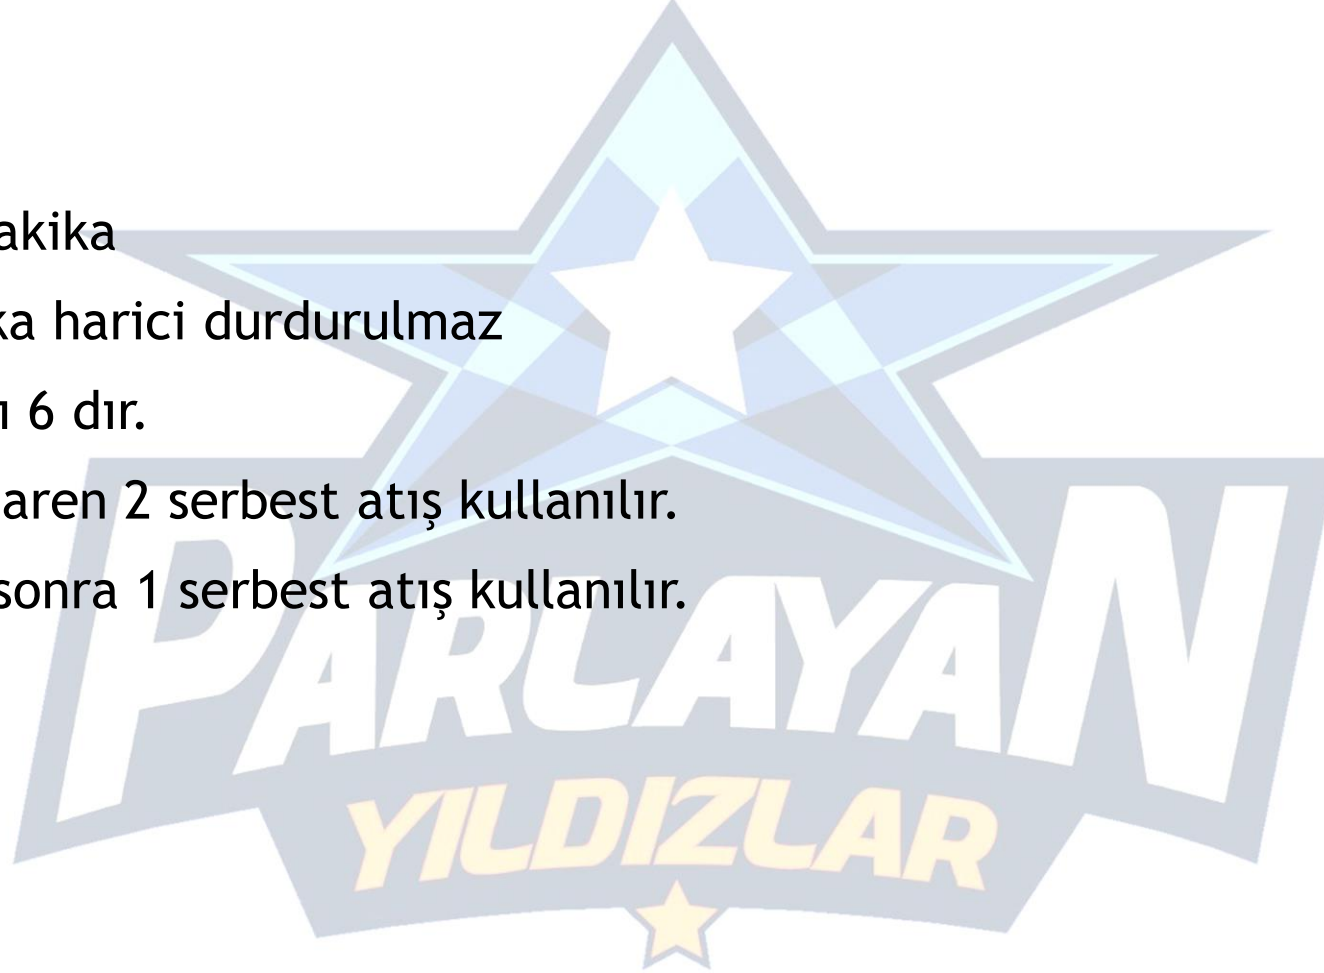 akika
ka harici durdurulmaz
ı 6 dır.
aren 2 serbest atış kullanılır.
sonra 1 serbest atış kullanılır.
PARLAYAN
YILDIZLAR